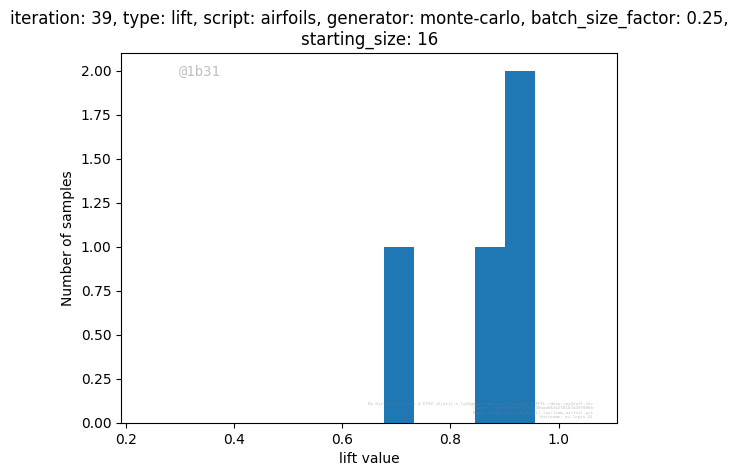 iteration: 39, type: lift, script: airfoils, generator: monte-carlo, batch_size_factor: 0.25,
starting_size: 16
@1b31
2.00
1.75
1.50
1.25
1.00
0.75
0.50
0.25
0.00
Number of samples
0.2 0.4 0.6 0.8 1.0
lift value